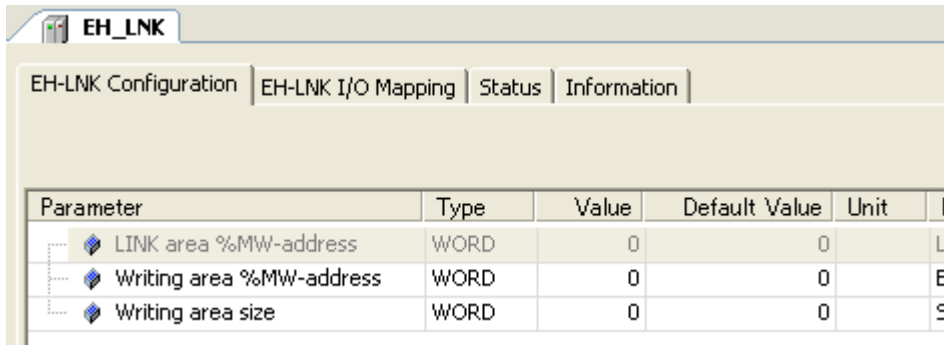 EH_LNK
EH-LNK Configuration EH-LNK I/O Mapping Status Information
Parameter Type Value Default Value Unit
LINK area %MW-address WORD 0 0
Writing area %MW-address WORD 0 0
Writing area size WORD 0 0